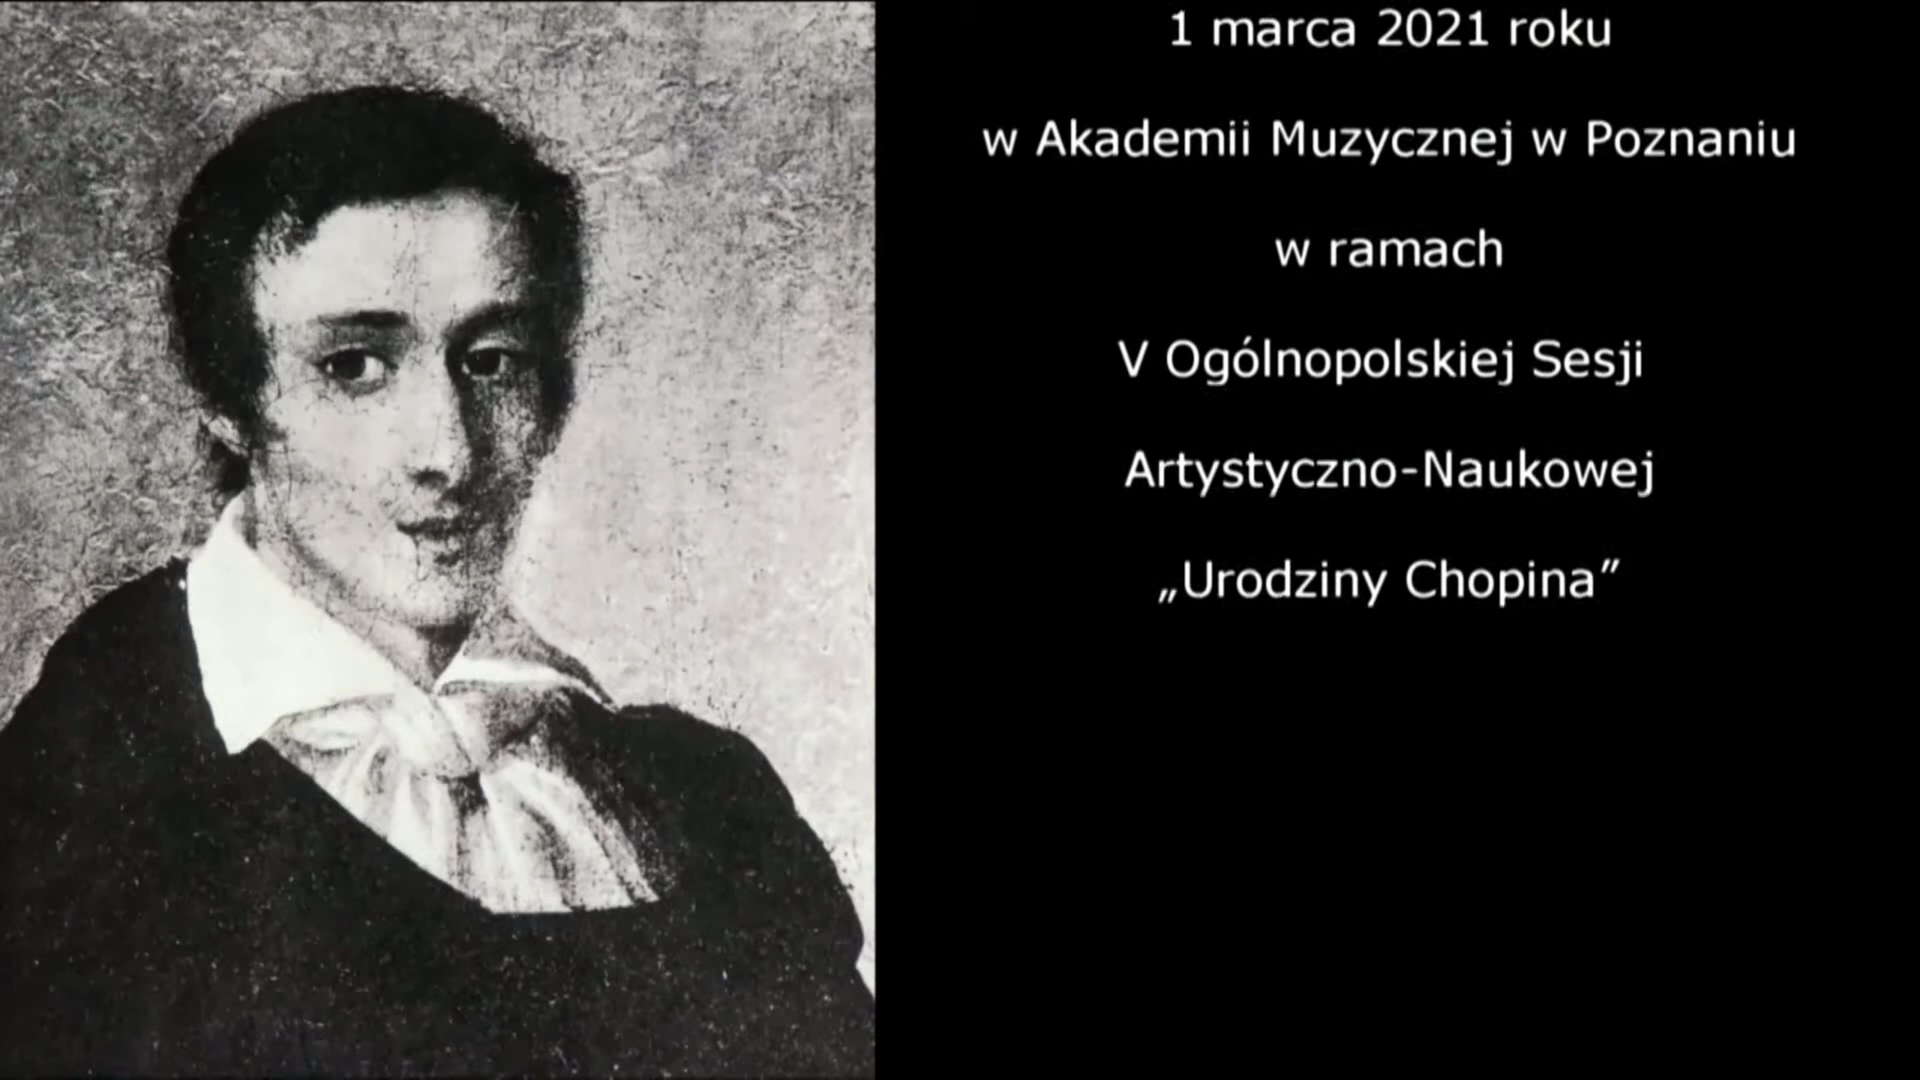 1 marca 2021 roku
w Akademii Muzycznej w Poznaniu
w ramach
V Ogólnopolskiej Sesji
Artystyczno-Naukowej
„Urodziny Chopina”